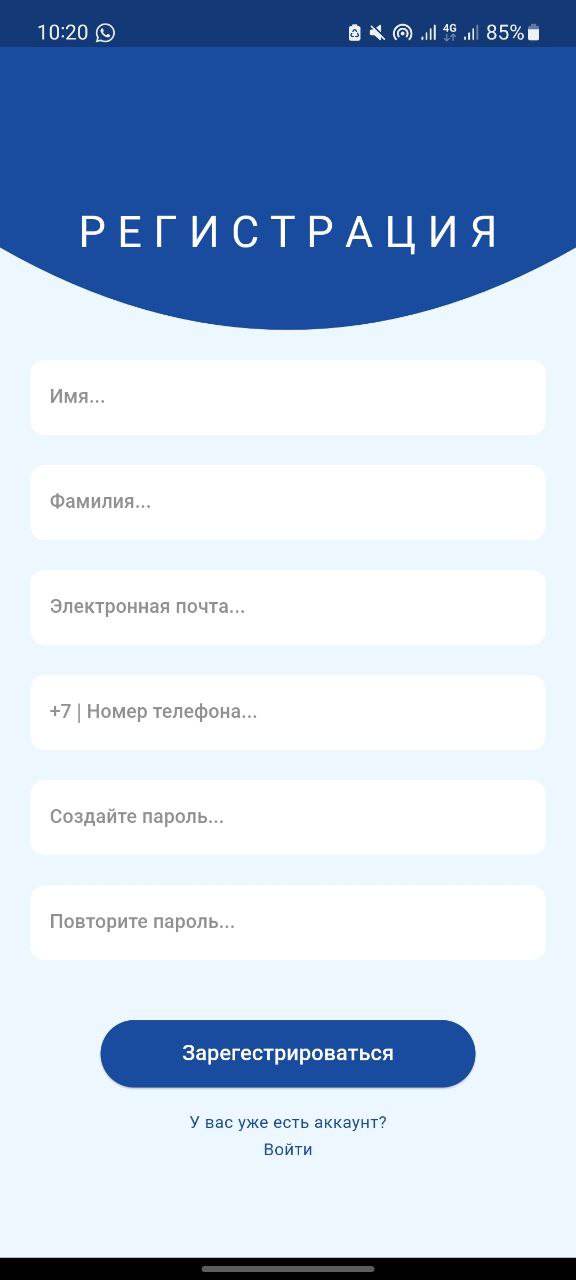 10:20 4G 85%
РЕГИСТРАЦИЯ
Имя...
Фамилия...
Электронная почта...
+7 | Номер телефона...
Создайте пароль...
Повторите пароль...
Зарегестрироваться
У вас уже есть аккаунт?
Войти